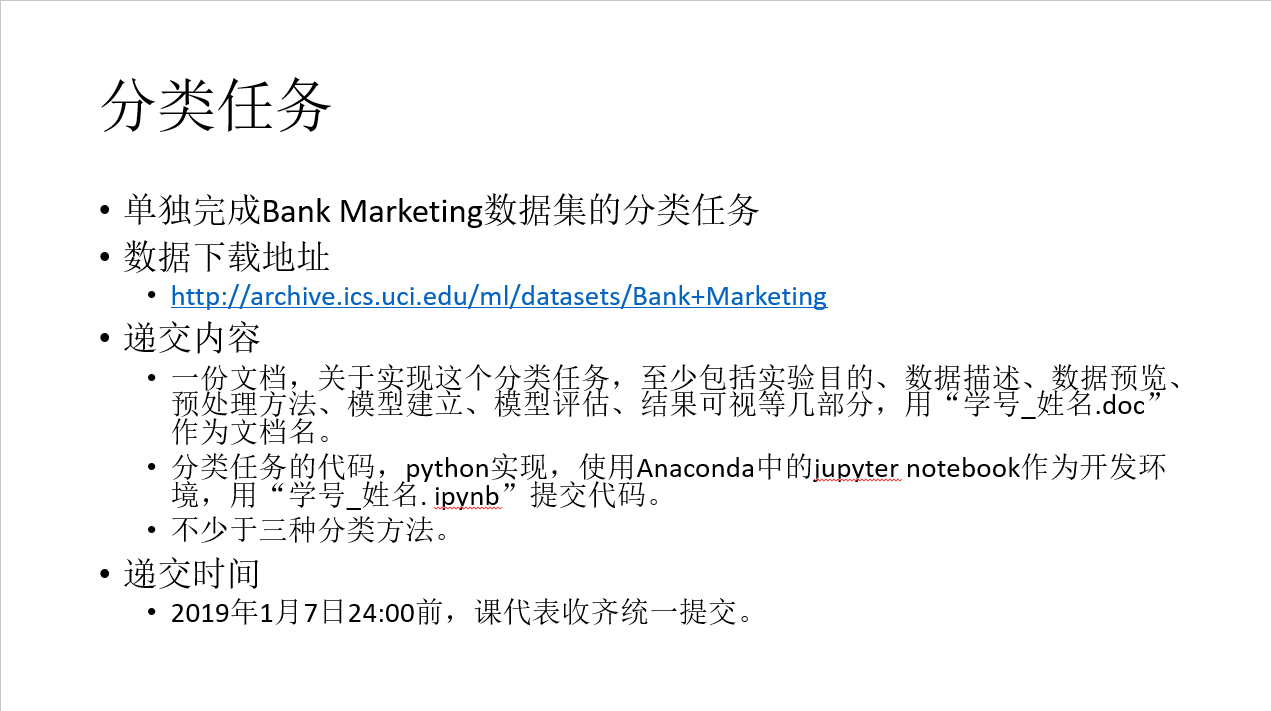 分类任务
• 单独完成Bank Marketing数据集的分类任务
• 数据下载地址
• http://archive.ics.uci.edu/ml/datasets/Bank+Marketing
• 递交内容
• 一份文档，关于实现这个分类任务，至少包括实验目的、数据描述、数据预览、
预处理方法、模型建立、模型评估、结果可视等几部分，用“学号_姓名.doc”
作为文档名。
• 分类任务的代码，python实现，使用Anaconda中的jupyter notebook作为开发环
境，用“学号_姓名. ipynb”提交代码。
• 不少于三种分类方法。
• 递交时间
• 2019年1月7日24:00前，课代表收齐统一提交。